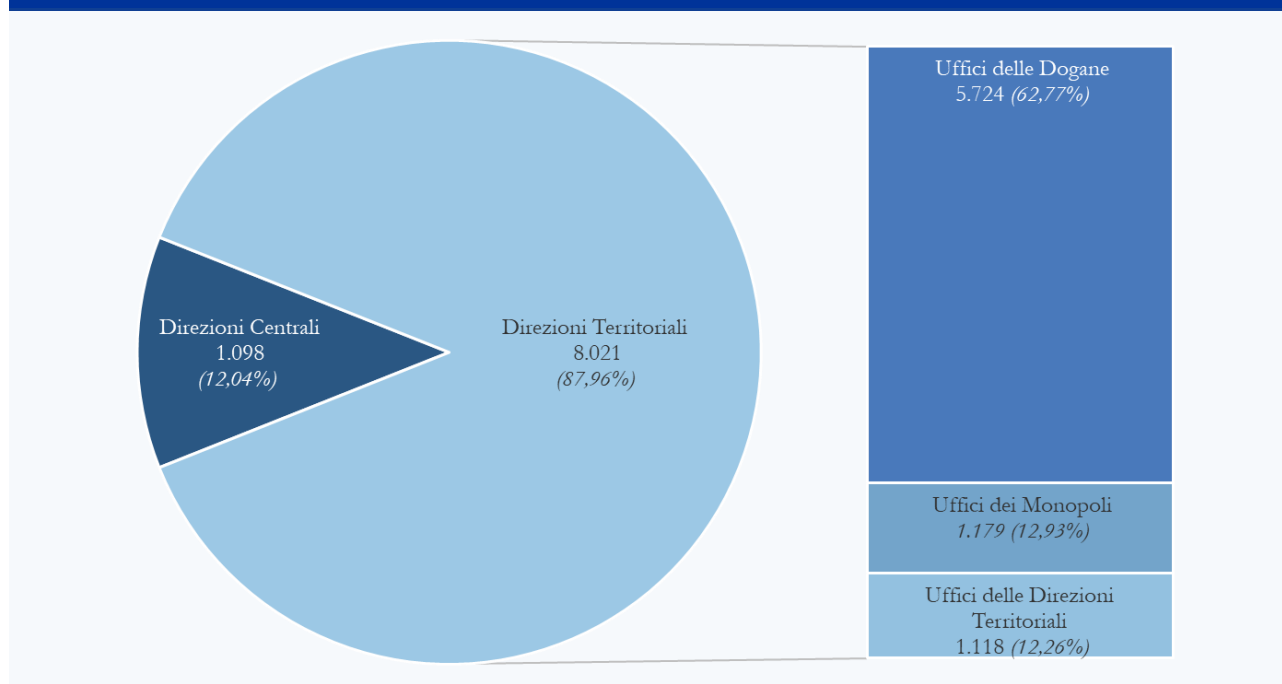 Direzioni Centrali
1.098
(12,04%)
Direzioni Territoriali
8.021
(87,96%)
Uffici delle Dogane
5.724 (62,77%)
Uffici dei Monopoli
1.179 (12,93%)
Uffici delle Direzioni
Territoriali
1.118 (12,26%)